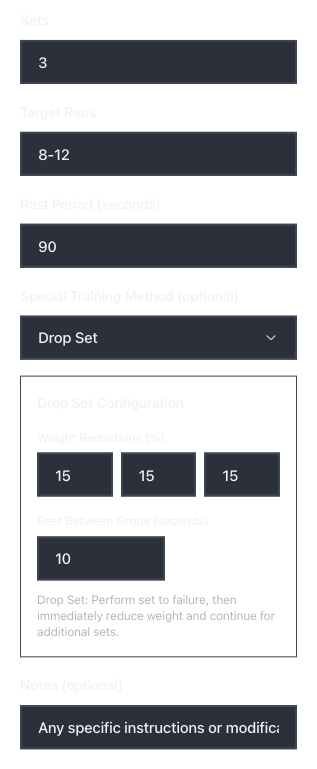 Sets
3
Target Reps
8-12
Rest Period (seconds)
90
Special Training Method (optional)
Drop Set
Drop Set Configuration
Weight Reductions (%)
15 15 15
Rest Between Drops (seconds)
10
Drop Set: Perform set to failure, then
immediately reduce weight and continue for
additional sets.
Notes (optional)
Any specific instructions or modifica